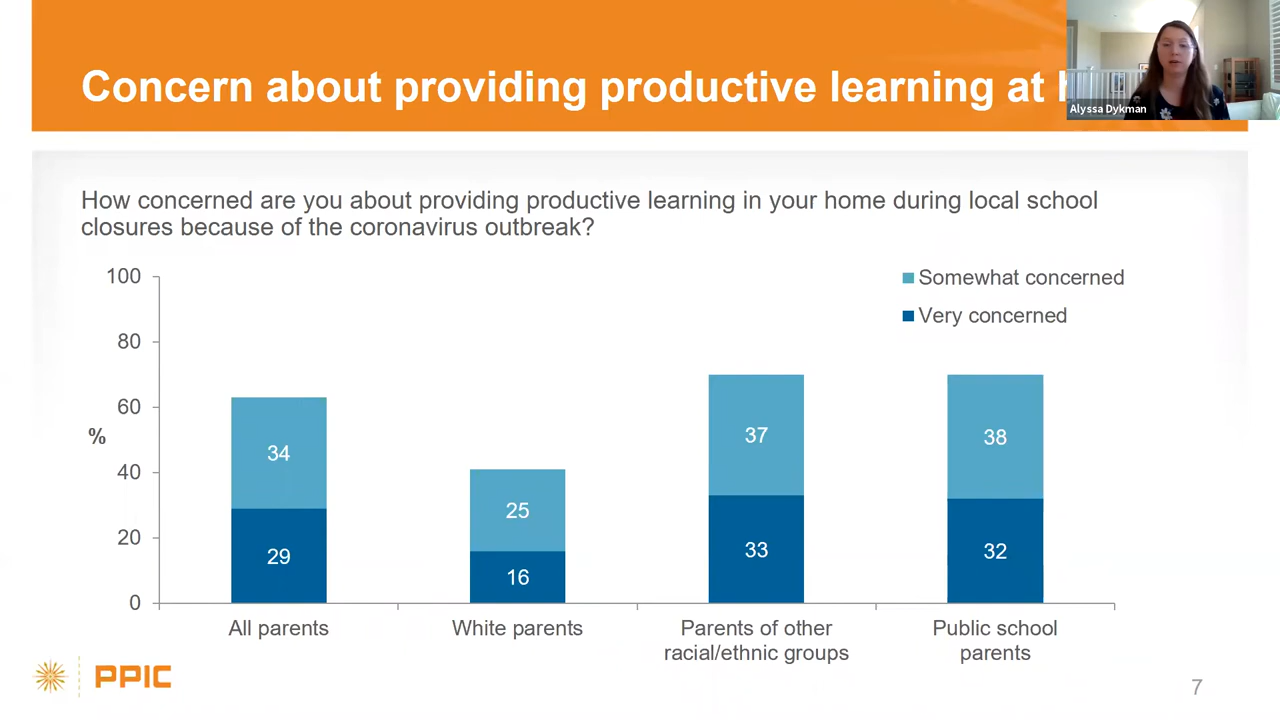 Concern about providing productive learning at
Alyssa Dykman
How concerned are you about providing productive learning in your home during local school
closures because of the coronavirus outbreak?
100
80
60
%
40
20
0
Somewhat concerned
Very concerned
34
29
25
16
37
33
38
32
All parents
White parents
Parents of other
racial/ethnic groups
Public school
parents
PPIC
7